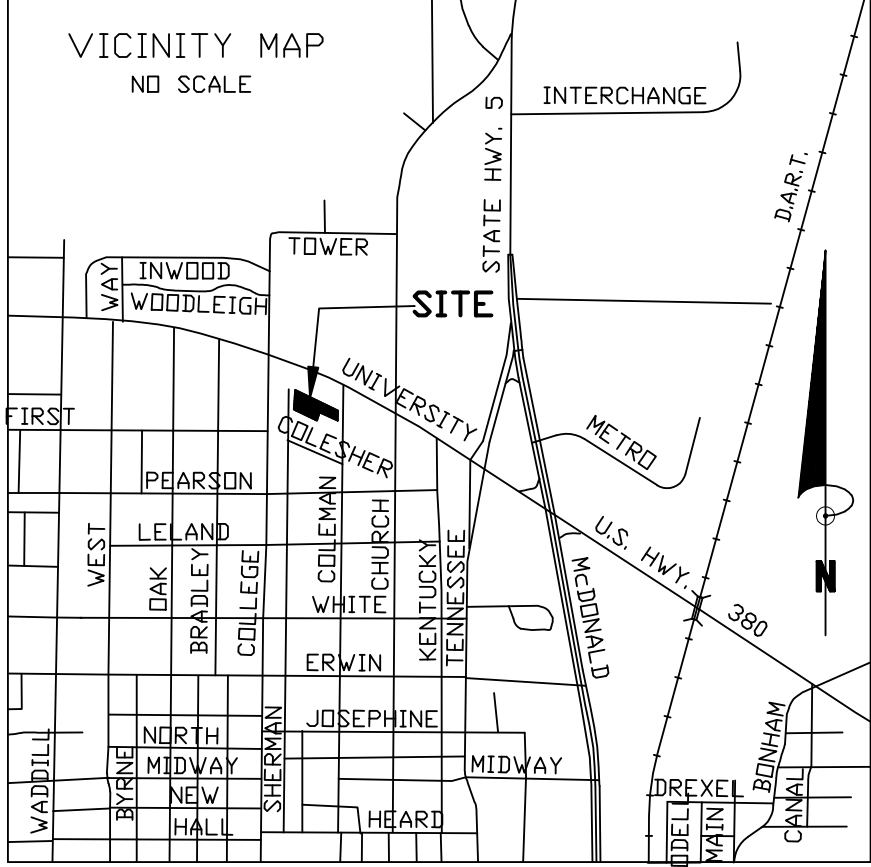 VICINITY MAP
NO SCALE
INTERCHANGE
STATE HWY. 5
D.A.R.T.
TOWER
INWOOD
WAY
WOODLEIGH
SITE
UNIVERSITY
FIRST
COLESHER
METRO
PEARSON
LELAND
WEST
OAK
BRADLEY
COLLEGE
COLEMAN
CHURCH
KENTUCKY
TENNESSEE
U.S. HWY.
380
McDONALD
N
WHITE
ERWIN
JOSEPHINE
NORTH
MIDWAY
MIDWAY
NEW
HALL
HEARD
WADDILL
BYRNE
SHERMAN
DREXEL
ODELL
MAIN
BONHAM
CANAL